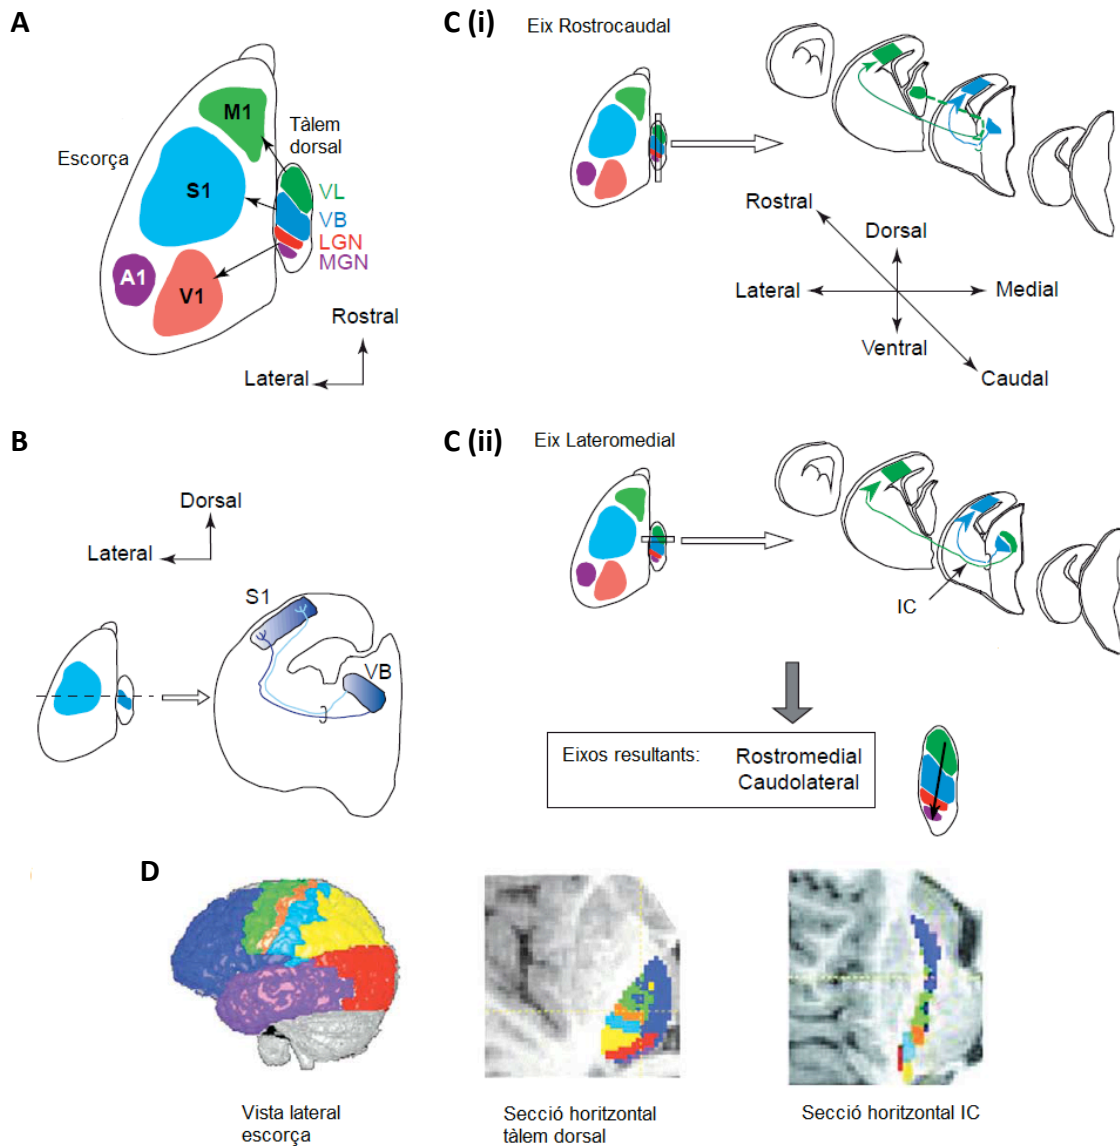 A
M1
Escorça
Tàlem
dorsal
S1
VL
VB
LGN
MGN
A1
V1
Rostral
Lateral
C (i)
Eix Rostrocaudal
Rostral
Dorsal
Lateral
Medial
Ventral
Caudal
B
Dorsal
Lateral
S1
VB
C (ii)
Eix Lateromedial
IC
Eixos resultants:
Rostromedial
Caudolateral
D
Vista lateral
escorça
Secció horitzontal
tàlem dorsal
Secció horitzontal IC